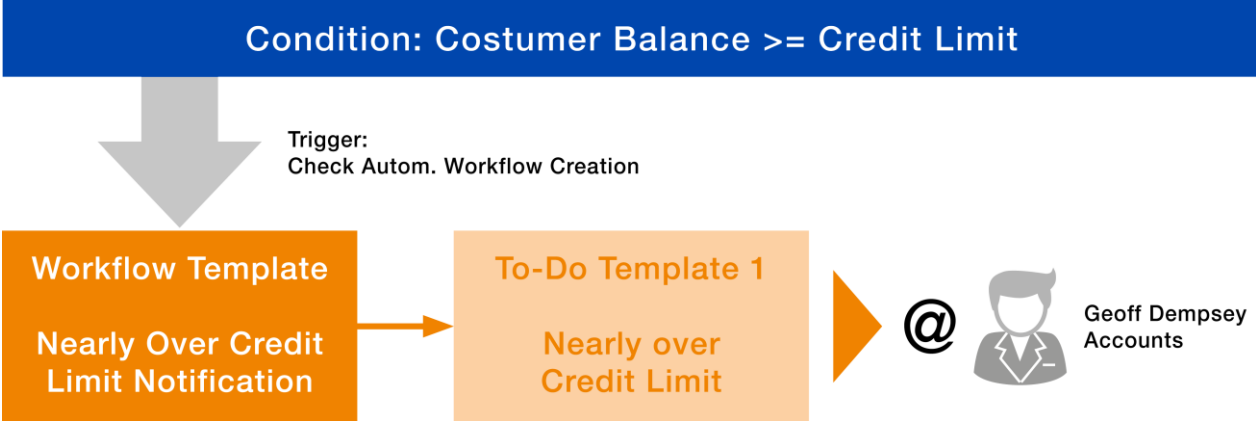 Condition: Costumer Balance >= Credit Limit
Trigger:
Check Autom. Workflow Creation
Workflow Template
Nearly Over Credit
Limit Notification
To-Do Template 1
Nearly over
Credit Limit
@
Geoff Dempsey
Accounts